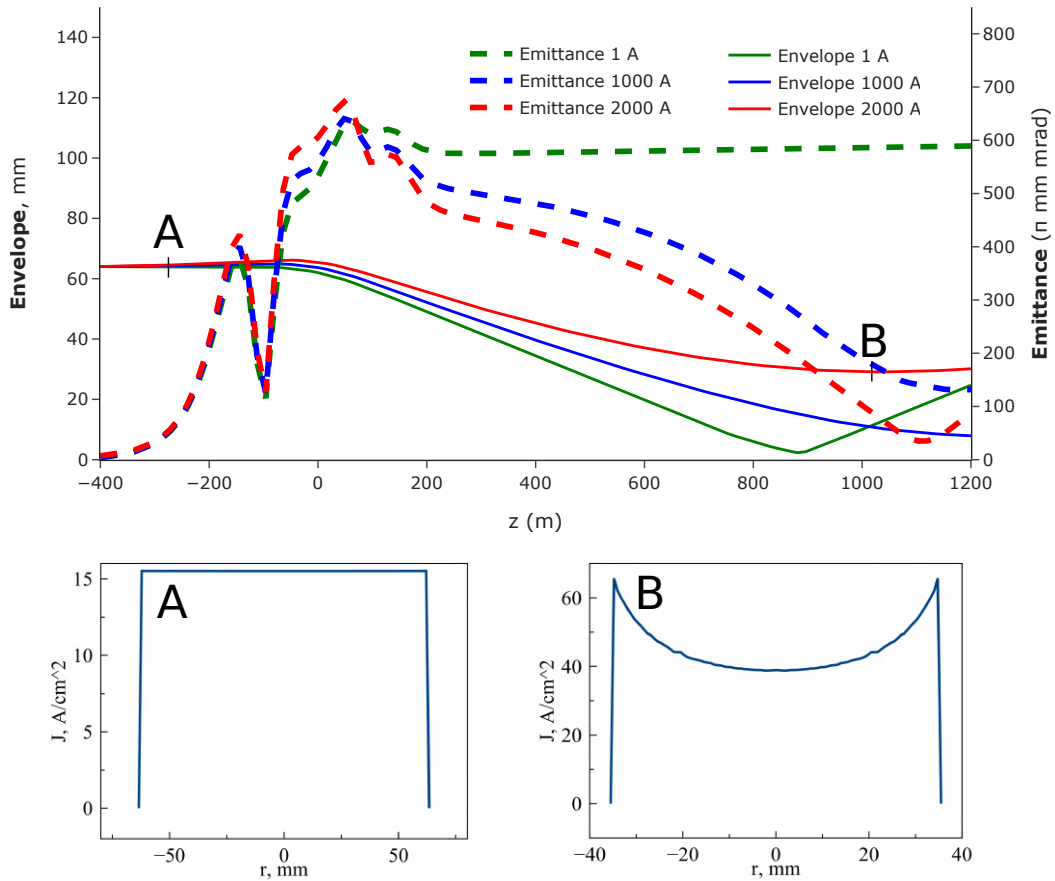 Envelope, mm
140
120
100
80
60
40
20
0
Emittance 1 A
Emittance 1000 A
Emittance 2000 A
Envelope 1 A
Envelope 1000 A
Envelope 2000 A
A
B
800
700
600
500
400
300
200
100
0
Emittance (п mm mrad)
−400
−200
0
200
400
600
800
1000
1200
z (m)
J, A/cm^2
15
10
5
0
A
−50
0
50
r, mm
J, A/cm^2
60
40
20
0
B
−40
−20
0
20
40
r, mm